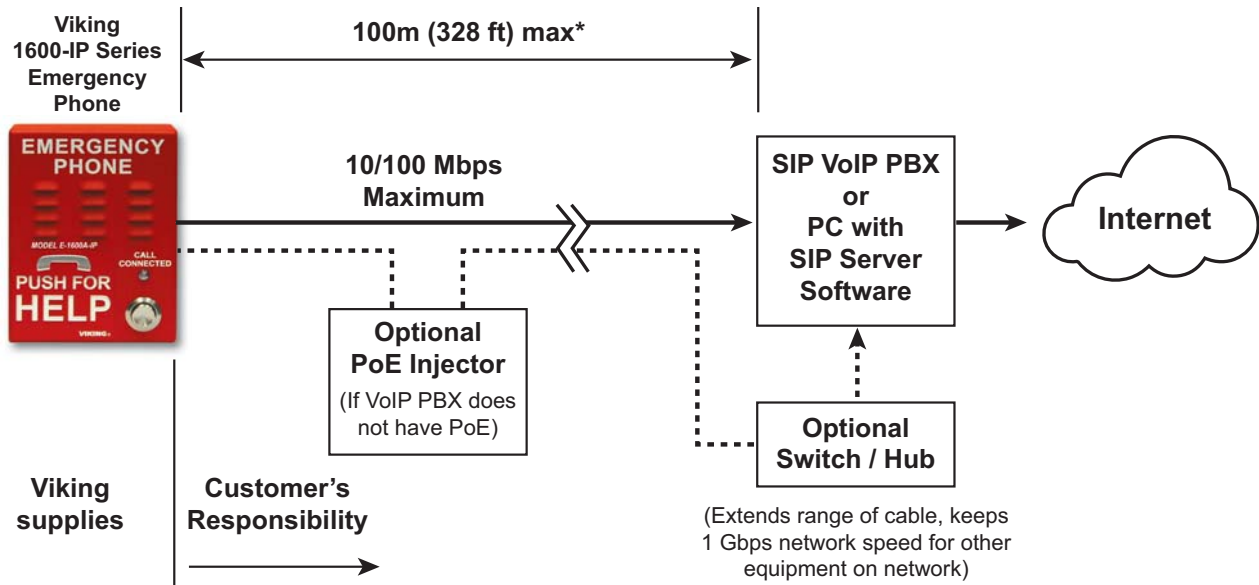 Viking
1600-IP Series
Emergency
Phone
100m (328 ft) max*
EMERGENCY
PHONE
MODEL E-1600A-IP
CALL
CONNECTED
PUSH FOR
HELP
VIKING
10/100 Mbps
Maximum
SIP VoIP PBX
or
PC with
SIP Server
Software
Internet
Optional
PoE Injector
(If VoIP PBX does
not have PoE)
Optional
Switch / Hub
(Extends range of cable, keeps
1 Gbps network speed for other
equipment on network)
Viking
supplies
Customer's
Responsibility